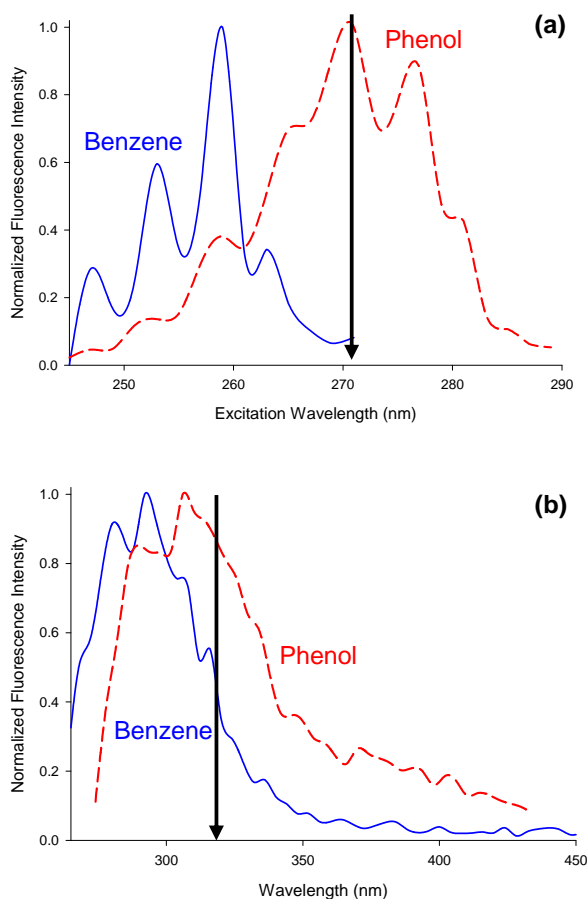 (a)
Phenol
Benzene
Normalized Fluorescence Intensity
1.0
0.8
0.6
0.4
0.2
0.0
250 260 270 280 290
Excitation Wavelength (nm)
(b)
Phenol
Benzene
Normalized Fluorescence Intensity
1.0
0.8
0.6
0.4
0.2
0.0
300 350 400 450
Wavelength (nm)